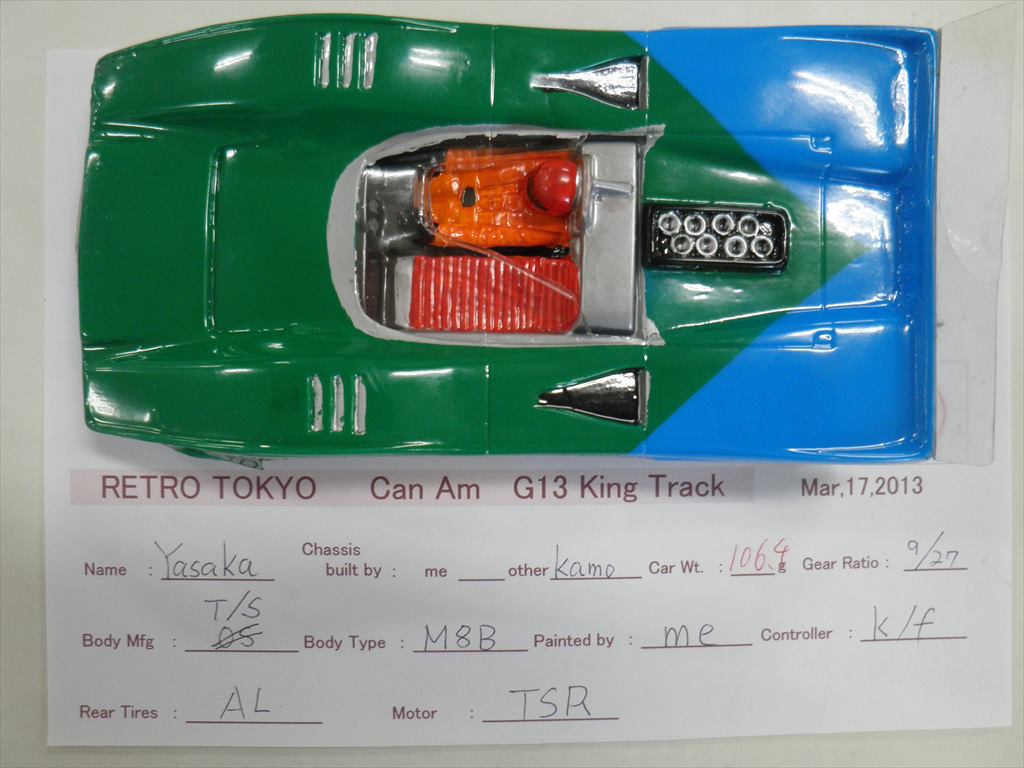 RETRO TOKYO Can Am G13 King Track Mar,17,2013
Name : Yasaka Chassis built by : me other kamo Car Wt. : 106.4 g Gear Ratio : 9/27
Body Mfg : T/S Body Type : M8B Painted by : me Controller : k/f
Rear Tires : AL Motor : TSR